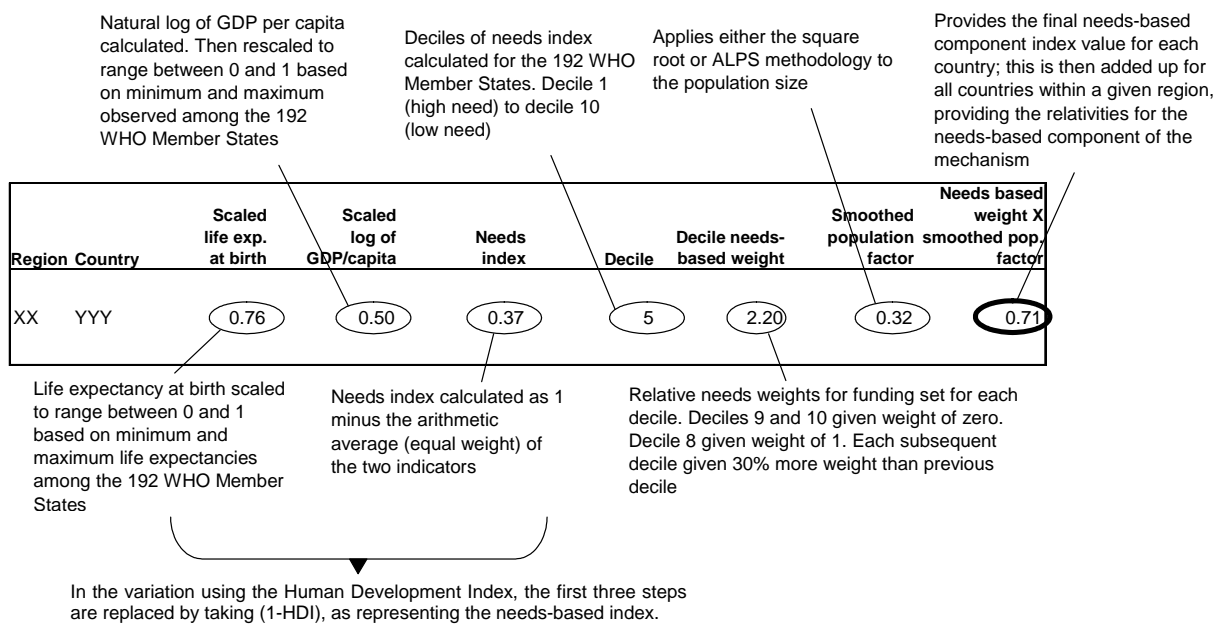 Natural log of GDP per capita
calculated. Then rescaled to
range between 0 and 1 based
on minimum and maximum
observed among the 192
WHO Member States
Deciles of needs index
calculated for the 192 WHO
Member States. Decile 1
(high need) to decile 10
(low need)
Applies either the square
root or ALPS methodology to
the population size
Provides the final needs-based
component index value for each
country; this is then added up for
all countries within a given region,
providing the relativities for the
needs-based component of the
mechanism
Region
Country
Scaled
life exp.
at birth
Scaled
log of
GDP/capita
Needs
index
Decile
Decile needs-
based weight
Smoothed
population
factor
Needs based
weight X
smoothed pop.
factor
XX YYY 0.76 0.50 0.37 5 2.20 0.32 0.71
Life expectancy at birth scaled
to range between 0 and 1
based on minimum and
maximum life expectancies
among the 192 WHO Member
States
Needs index calculated as 1
minus the arithmetic
average (equal weight) of
the two indicators
Relative needs weights for funding set for each
decile. Deciles 9 and 10 given weight of zero.
Decile 8 given weight of 1. Each subsequent
decile given 30% more weight than previous
decile
In the variation using the Human Development Index, the first three steps
are replaced by taking (1-HDI), as representing the needs-based index.